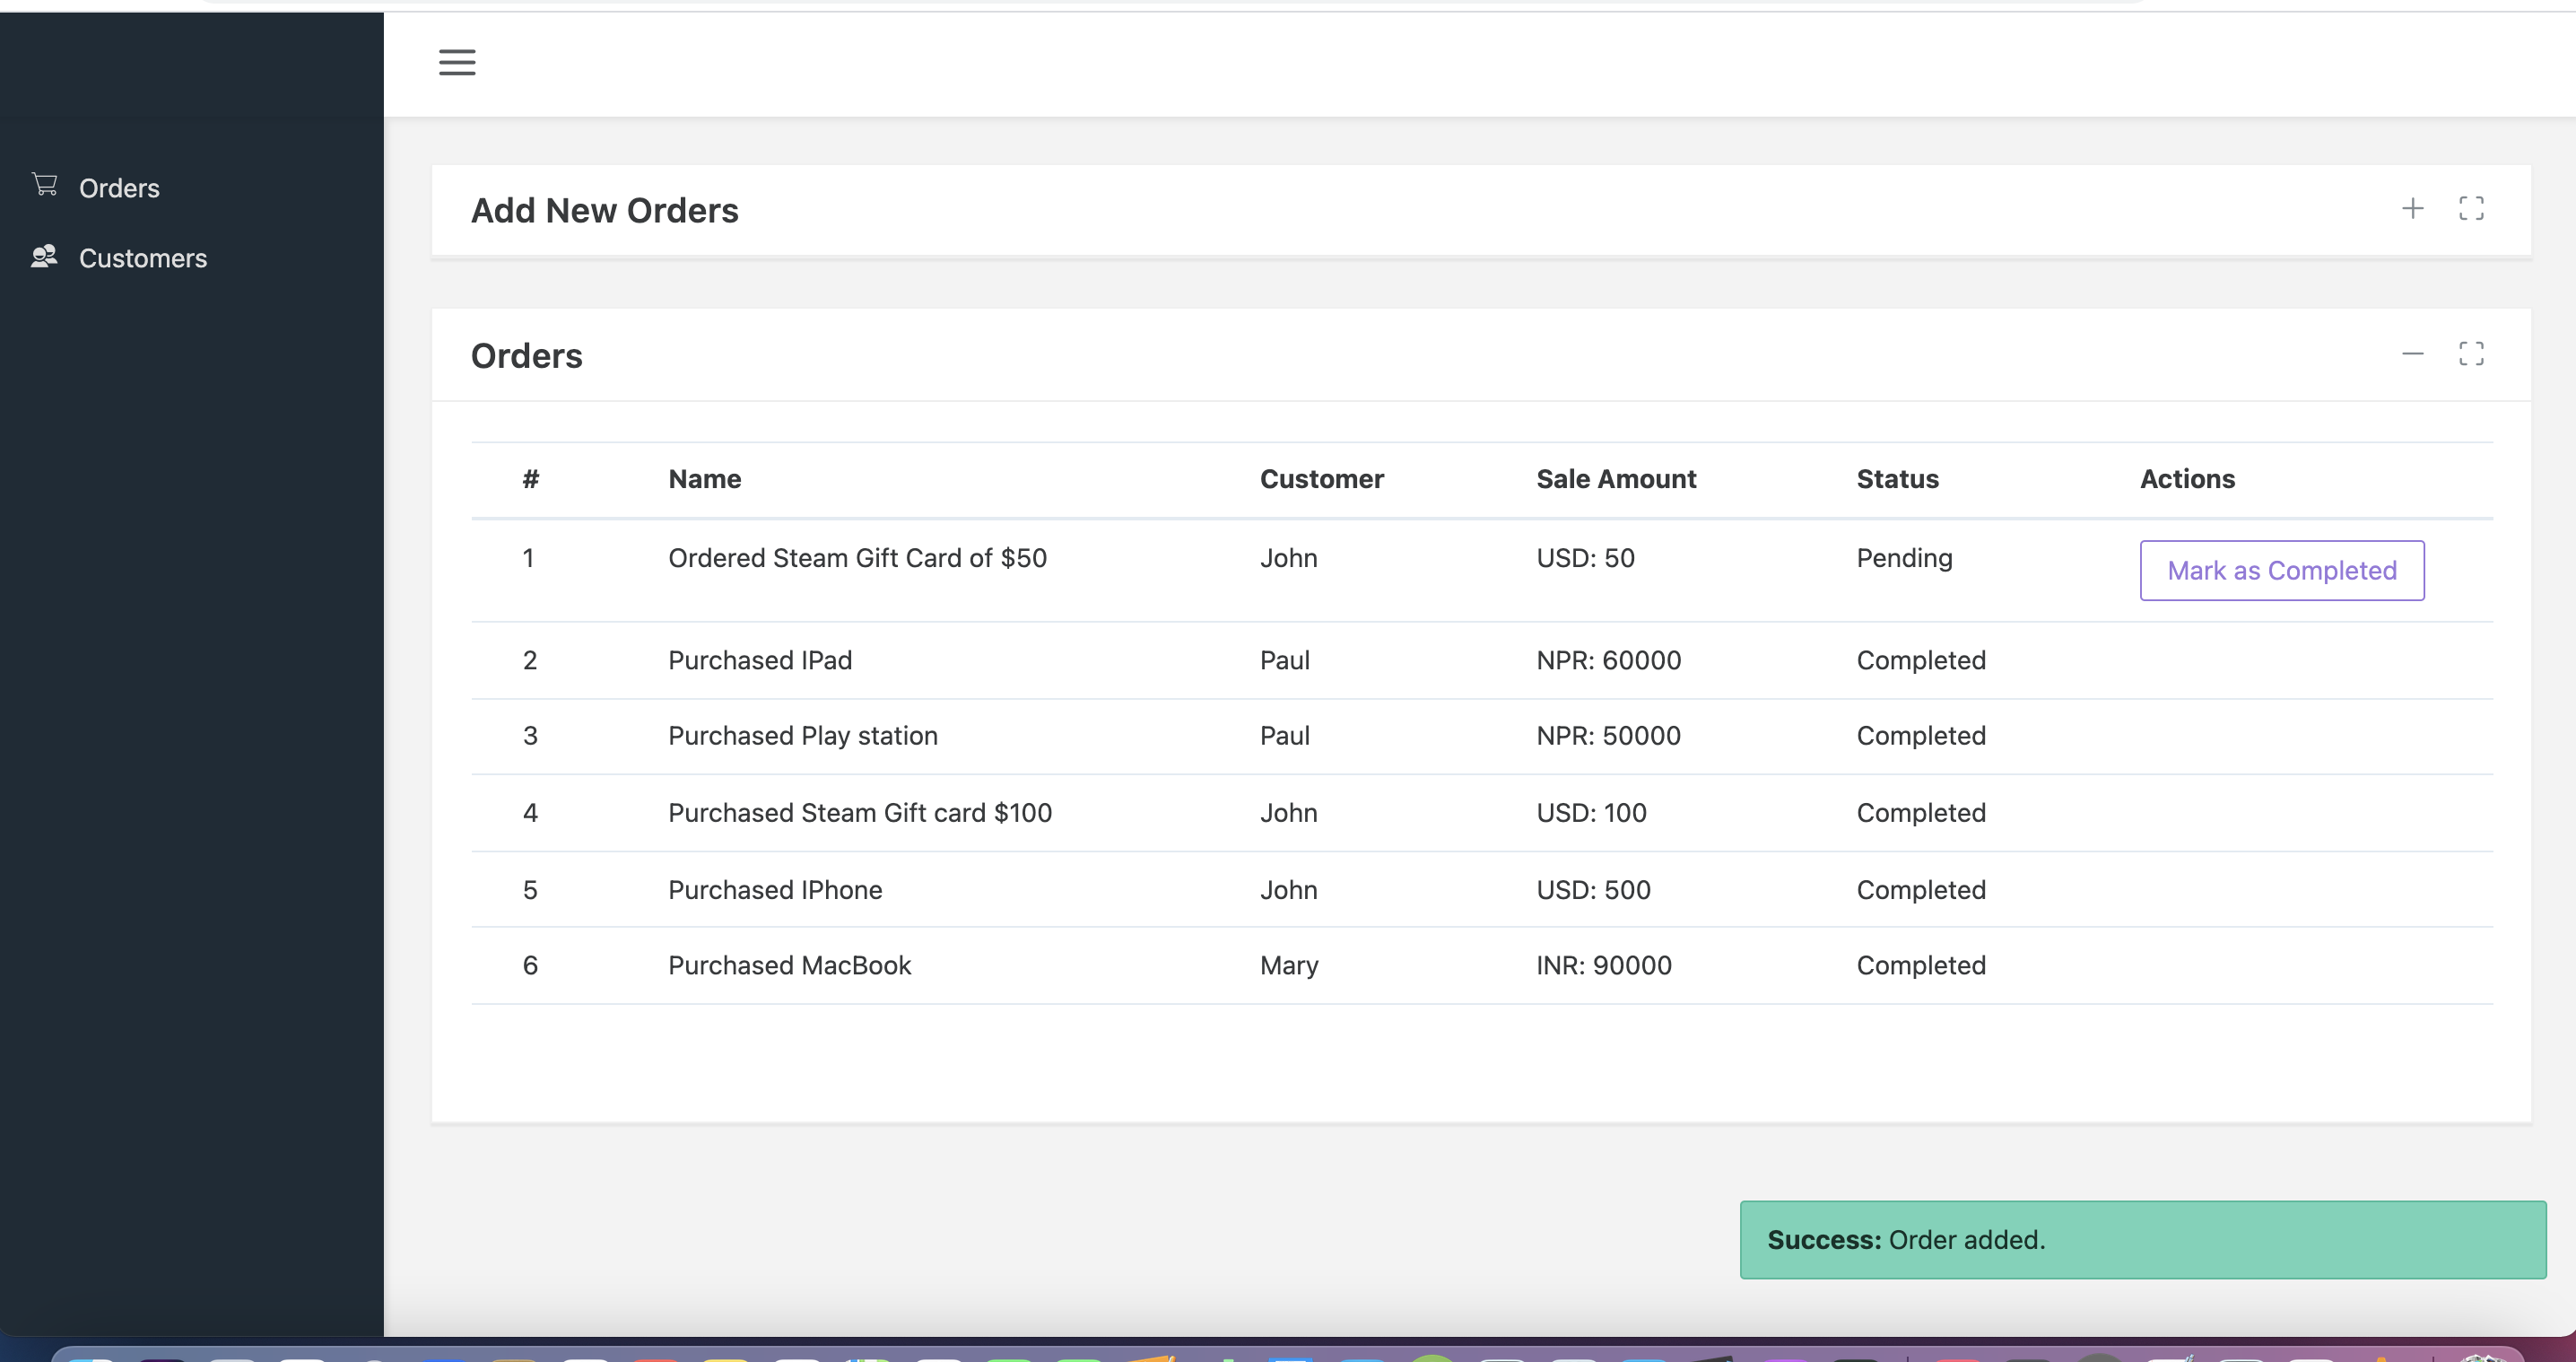 Orders
Customers
Add New Orders
Orders
# Name Customer Sale Amount Status Actions
1 Ordered Steam Gift Card of $50 John USD: 50 Pending Mark as Completed
2 Purchased IPad Paul NPR: 60000 Completed
3 Purchased Play station Paul NPR: 50000 Completed
4 Purchased Steam Gift card $100 John USD: 100 Completed
5 Purchased IPhone John USD: 500 Completed
6 Purchased MacBook Mary INR: 90000 Completed
Success: Order added.